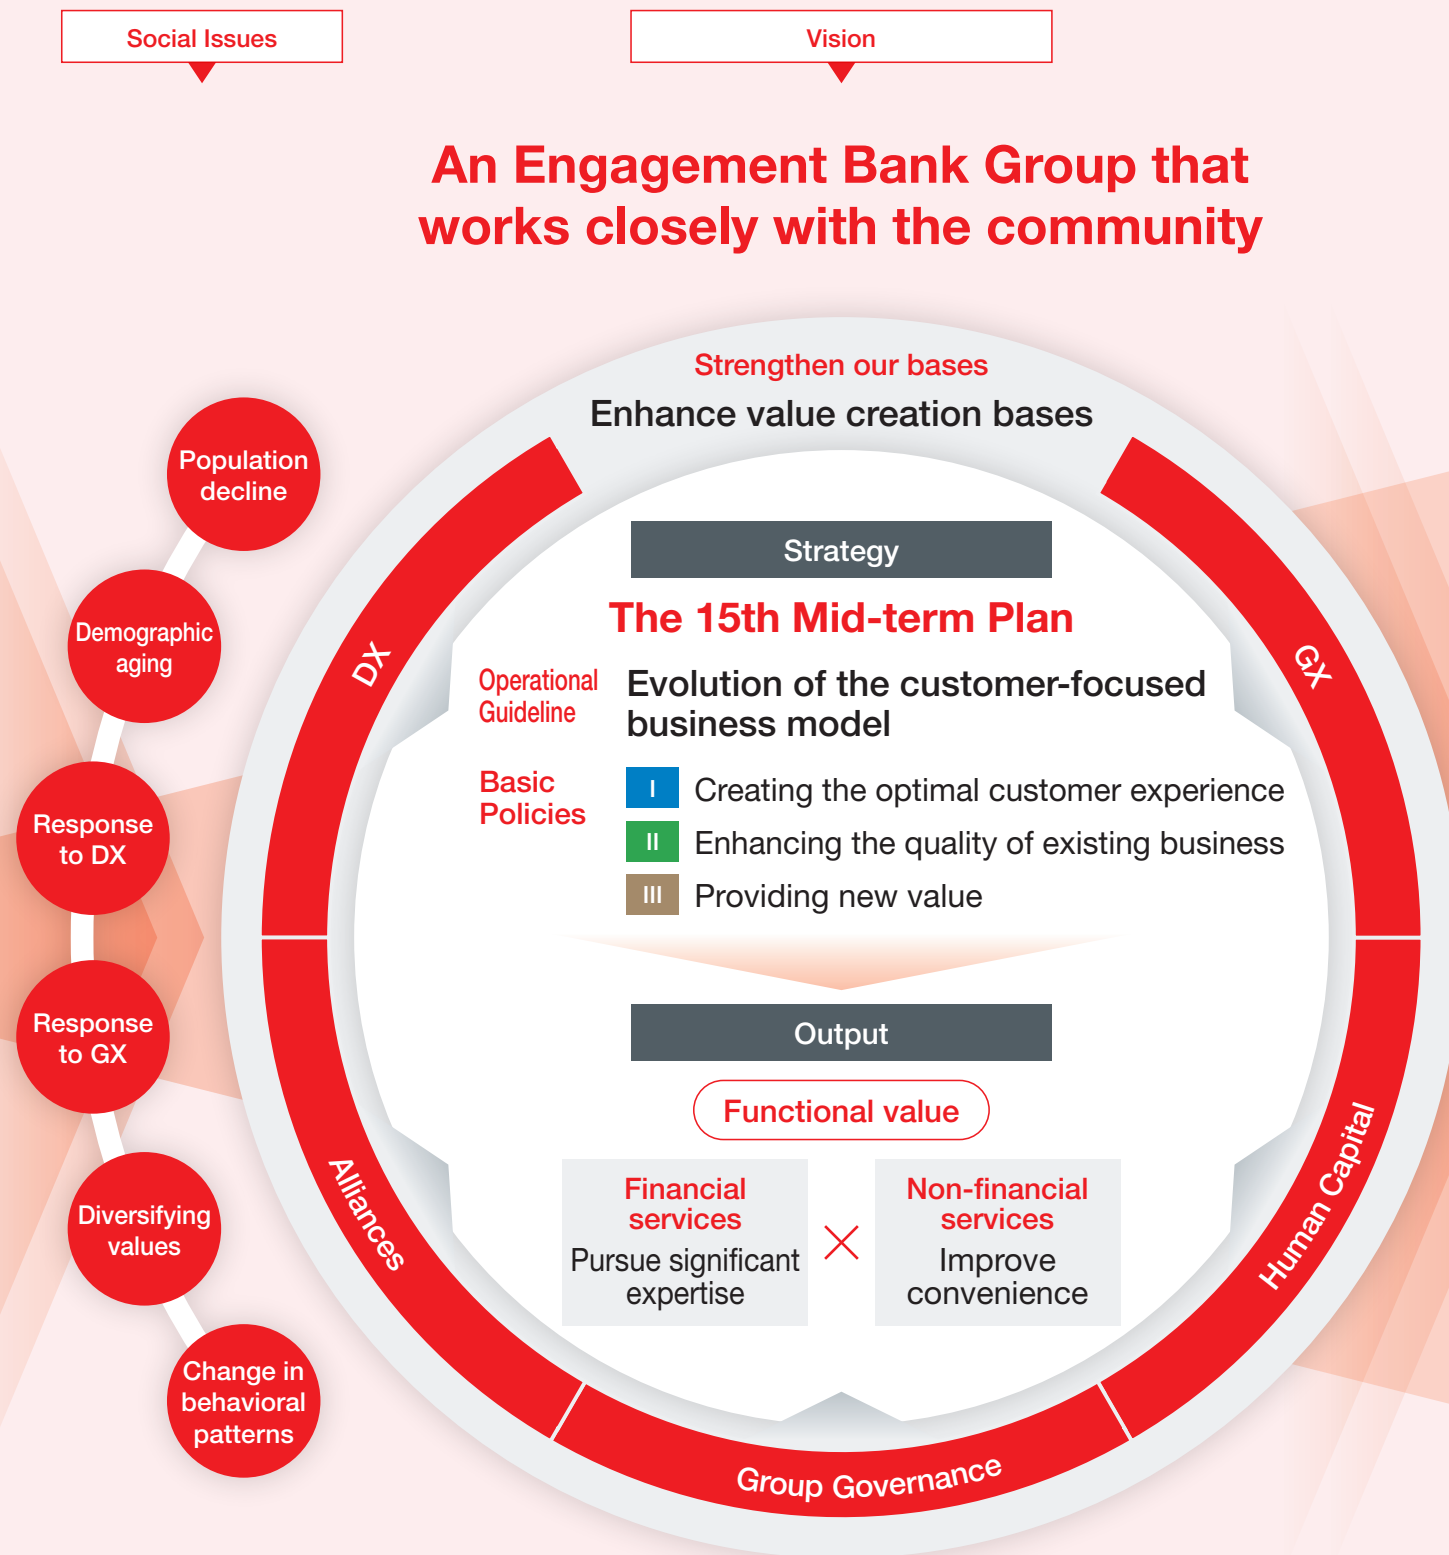 Social Issues
Vision
An Engagement Bank Group that
works closely with the community
Population
decline
Demographic
aging
Response
to DX
Response
to GX
Diversifying
values
Change in
behavioral
patterns
Strengthen our bases
Enhance value creation bases
DX
GX
Alliances
Human Capital
Group Governance
Strategy
The 15th Mid-term Plan
Operational
Guideline
Evolution of the customer-focused
business model
Basic
Policies
I Creating the optimal customer experience
II Enhancing the quality of existing business
III Providing new value
Output
Functional value
Financial
services
Pursue significant
expertise
×
Non-financial
services
Improve
convenience